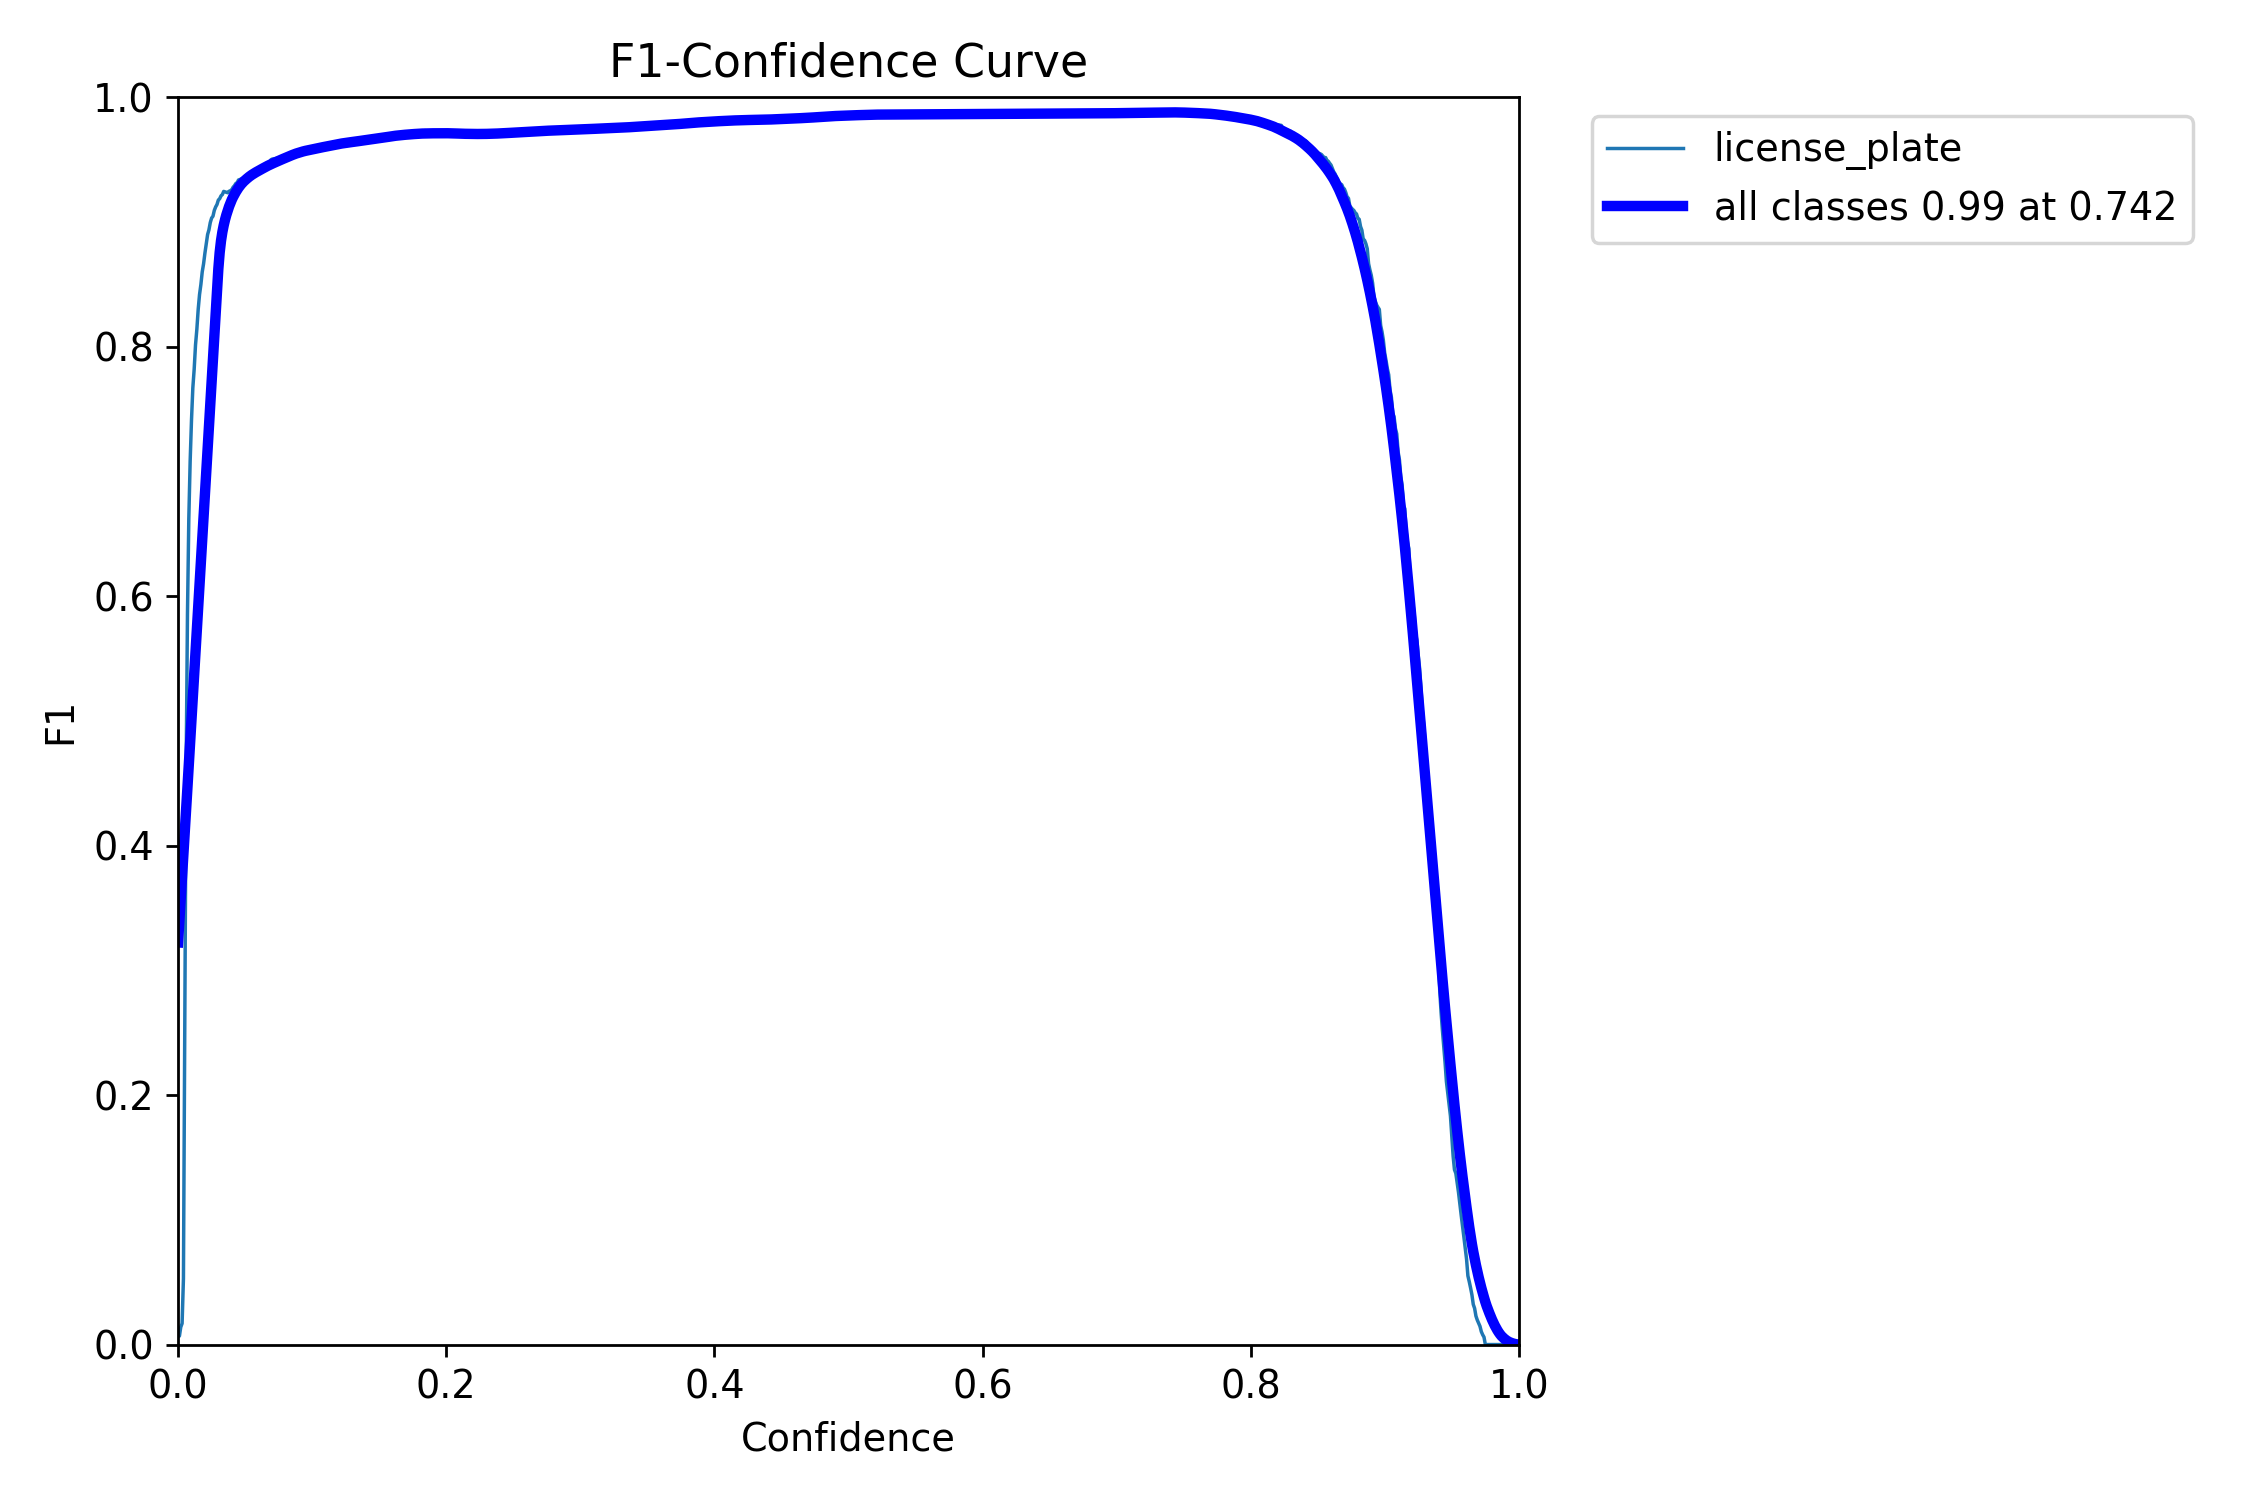 F1-Confidence Curve
1.0
0.8
0.6
0.4
0.2
0.0
F1
0.0 0.2 0.4 0.6 0.8 1.0
Confidence
license_plate
all classes 0.99 at 0.742